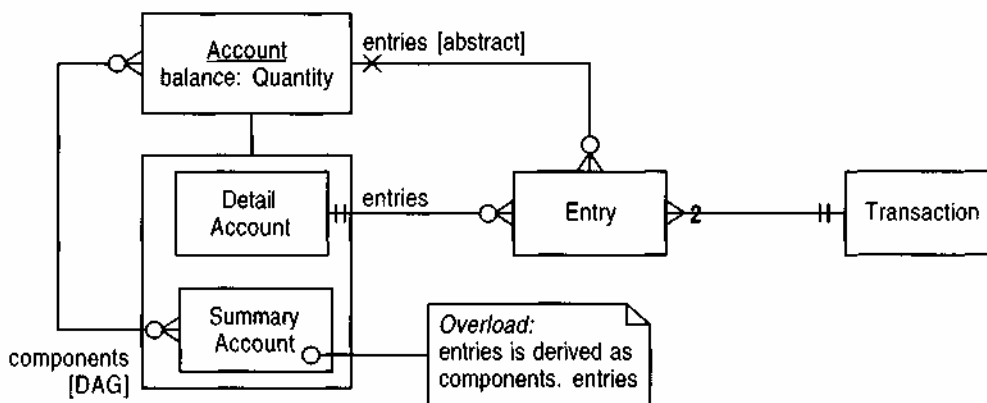 Account
balance: Quantity
entries [abstract]
Detail
Account
entries
Entry
2
Transaction
Summary
Account
components
[DAG]
Overload:
entries is derived as
components. entries